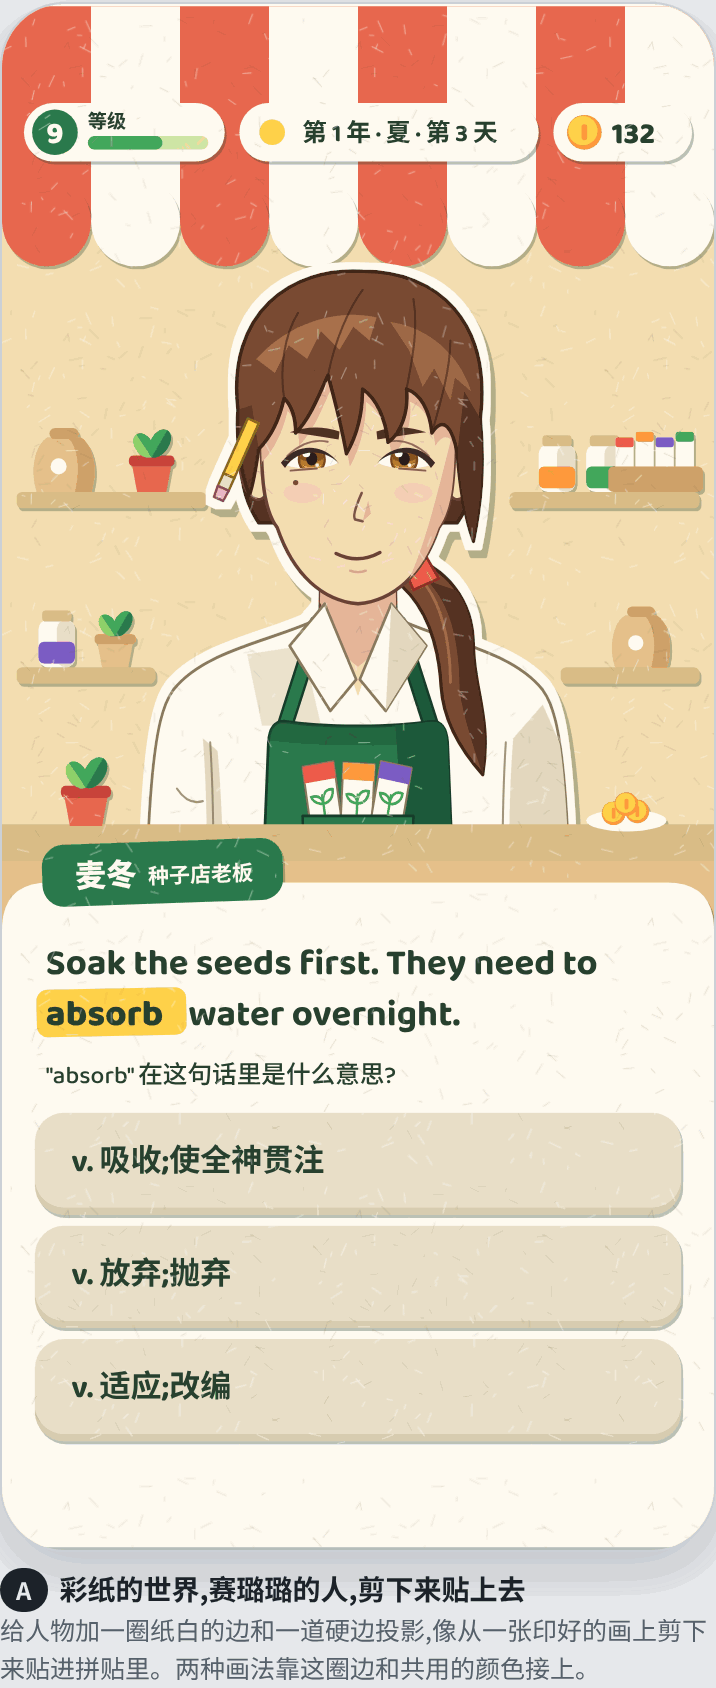 9 等级
第1年·夏·第3天
132
麦冬 种子店老板
Soak the seeds first. They need to
absorb water overnight.
"absorb"在这句话里是什么意思?
v. 吸收;使全神贯注
v. 放弃;抛弃
v. 适应;改编
A 彩纸的世界,赛璐璐的人,剪下来贴上去
给人物加一圈纸白的边和一道硬边投影,像从一张印好的画上剪下
来贴进拼贴里。两种画法靠这圈边和共用的颜色接上。